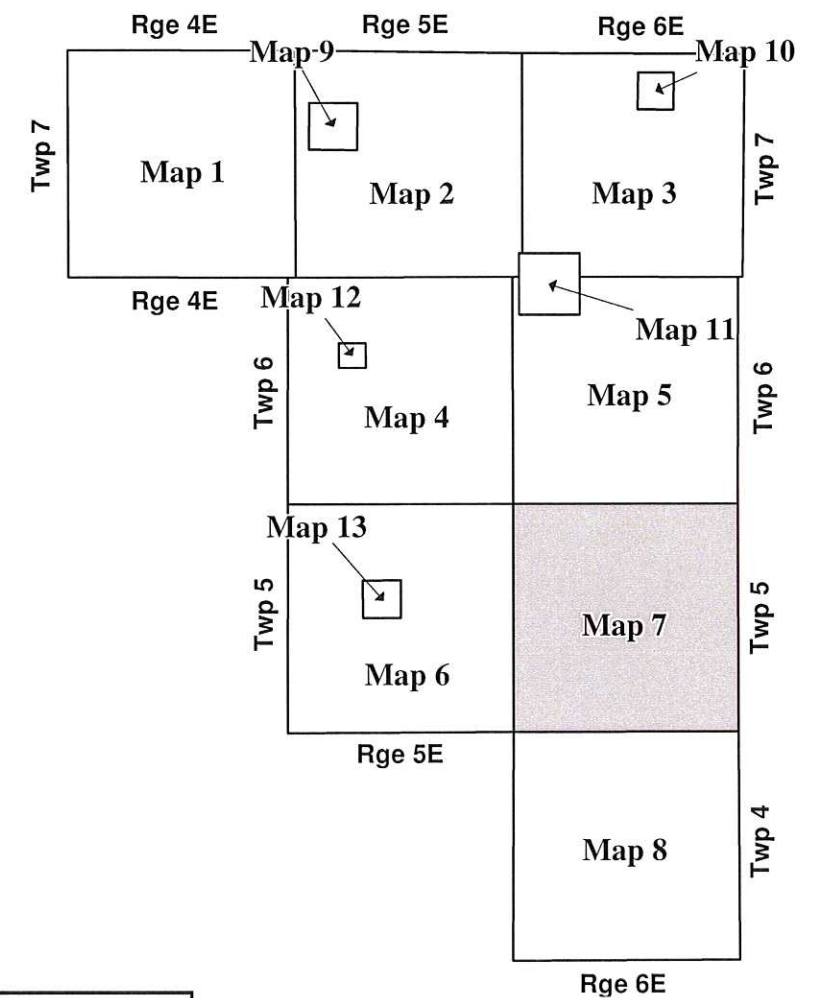 Rge 4E
Rge 5E
Rge 6E
Map 9
Map 10
Twp 7
Map 1
Map 2
Map 3
Twp 7
Rge 4E
Map 12
Map 11
Twp 6
Map 4
Map 5
Twp 6
Map 13
Twp 5
Map 6
Map 7
Twp 5
Rge 5E
Map 8
Twp 4
Rge 6E